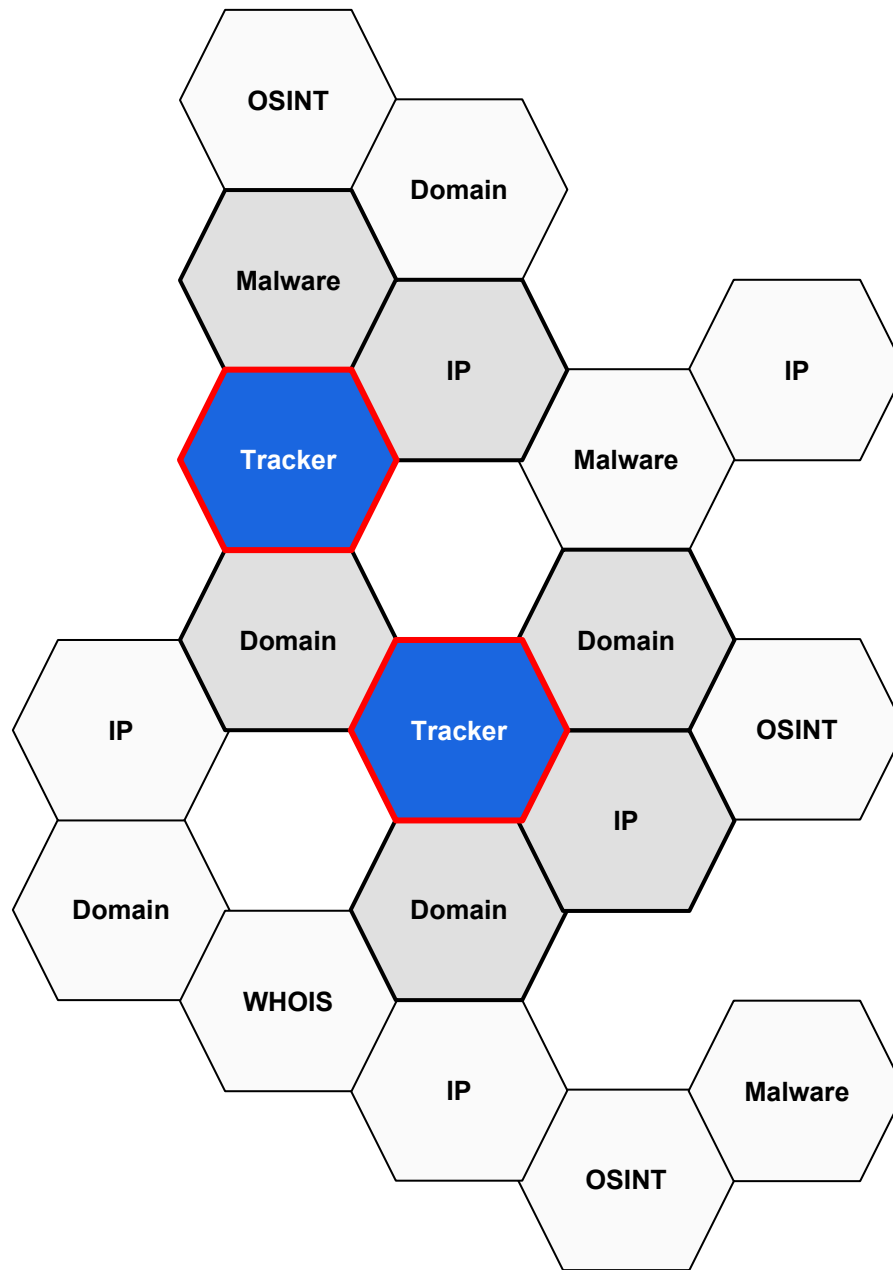 OSINT
Domain
Malware
IP
IP
Tracker
Malware
Domain
Domain
IP
Tracker
OSINT
IP
Domain
Domain
WHOIS
IP
Malware
OSINT